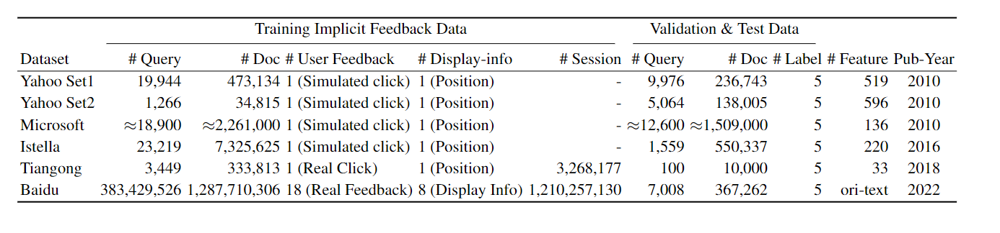 Training Implicit Feedback Data Validation & Test Data
Dataset # Query # Doc # User Feedback # Display-info # Session # Query # Doc # Label # Feature Pub-Year
Yahoo Set1 19,944 473,134 1 (Simulated click) 1 (Position) - 9,976 236,743 5 519 2010
Yahoo Set2 1,266 34,815 1 (Simulated click) 1 (Position) - 5,064 138,005 5 596 2010
Microsoft ≈18,900 ≈2,261,000 1 (Simulated click) 1 (Position) - ≈12,600 ≈1,509,000 5 136 2010
Istella 23,219 7,325,625 1 (Simulated click) 1 (Position) - 1,559 550,337 5 220 2016
Tiangong 3,449 333,813 1 (Real Click) 1 (Position) 3,268,177 100 10,000 5 33 2018
Baidu 383,429,526 1,287,710,306 18 (Real Feedback) 8 (Display Info) 1,210,257,130 7,008 367,262 5 ori-text 2022